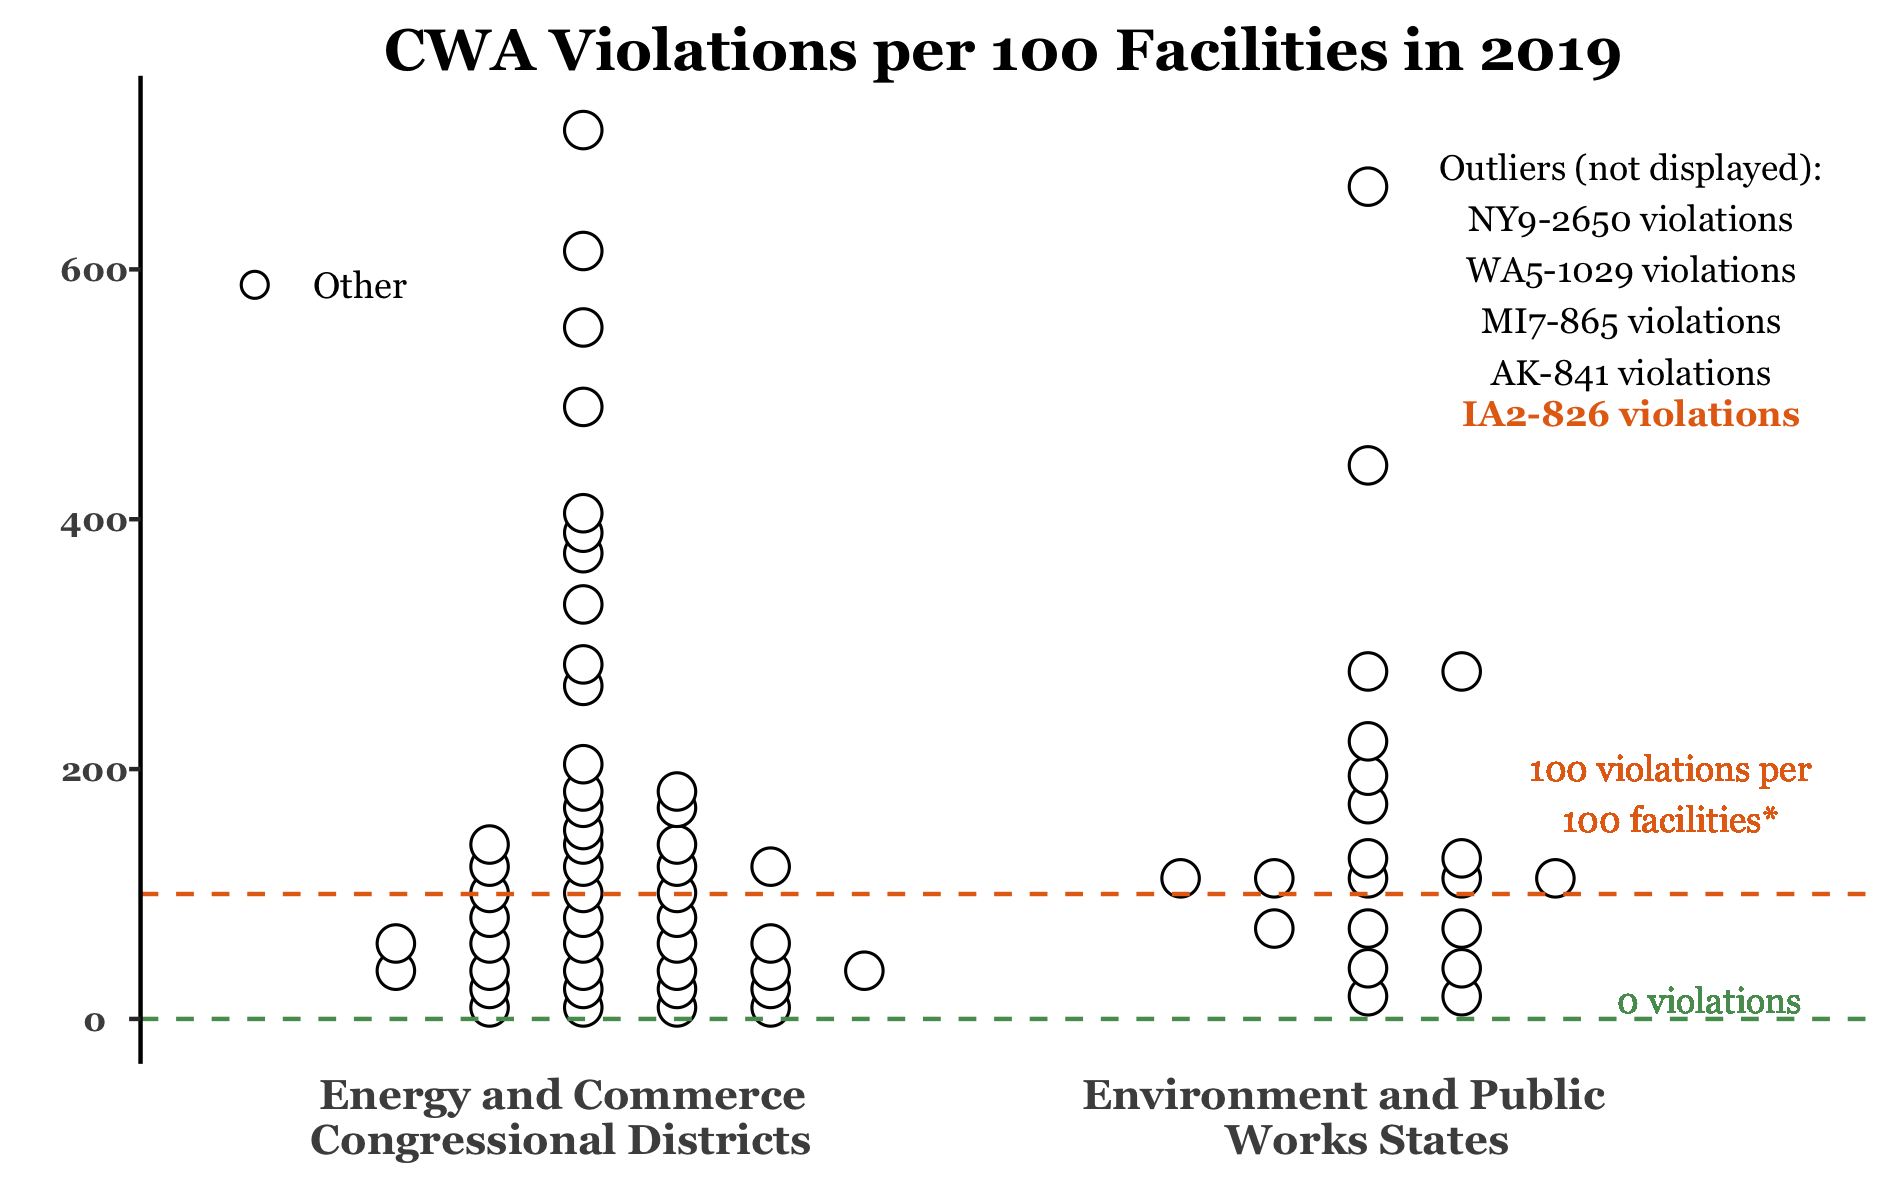 CWA Violations per 100 Facilities in 2019
Outliers (not displayed):
NY9-2650 violations
WA5-1029 violations
MI7-865 violations
AK-841 violations
IA2-826 violations
600
Other
400
200
100 violations per
100 facilities*
0 violations
0
Energy and Commerce
Congressional Districts
Environment and Public
Works States